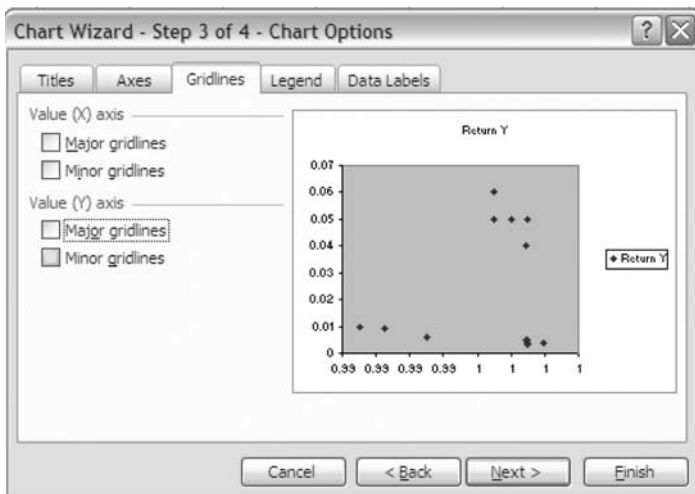 Chart Wizard - Step 3 of 4 - Chart Options
Titles Axes Gridlines Legend Data Labels
Value (X) axis
Major gridlines
Minor gridlines
Value (Y) axis
Major gridlines
Minor gridlines
Return Y
0.07
0.06
0.05
0.04
0.03
0.02
0.01
0
0.99 0.99 0.99 0.99 1 1 1 1
Return Y
Cancel < Back Next > Finish